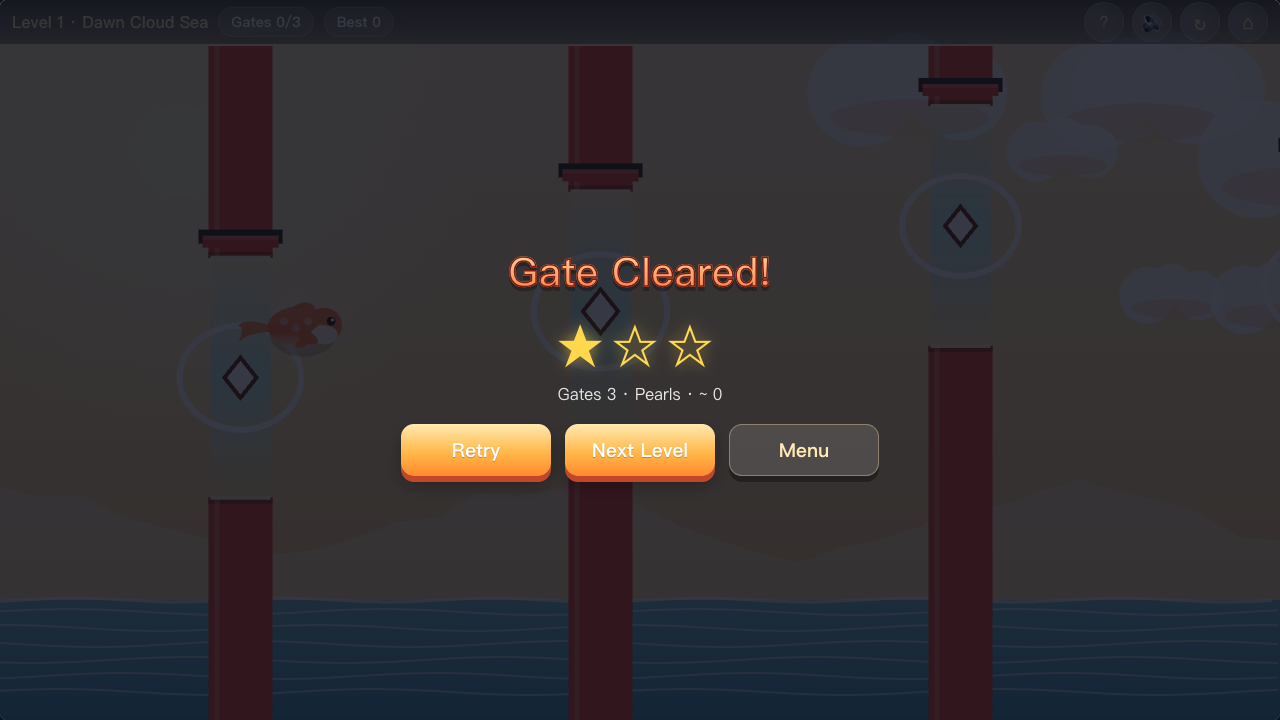 Level 1 · Dawn Cloud Sea Gates 0/3 Best 0 ?
Gate Cleared!
Gates 3 · Pearls · ~ 0
Retry Next Level Menu